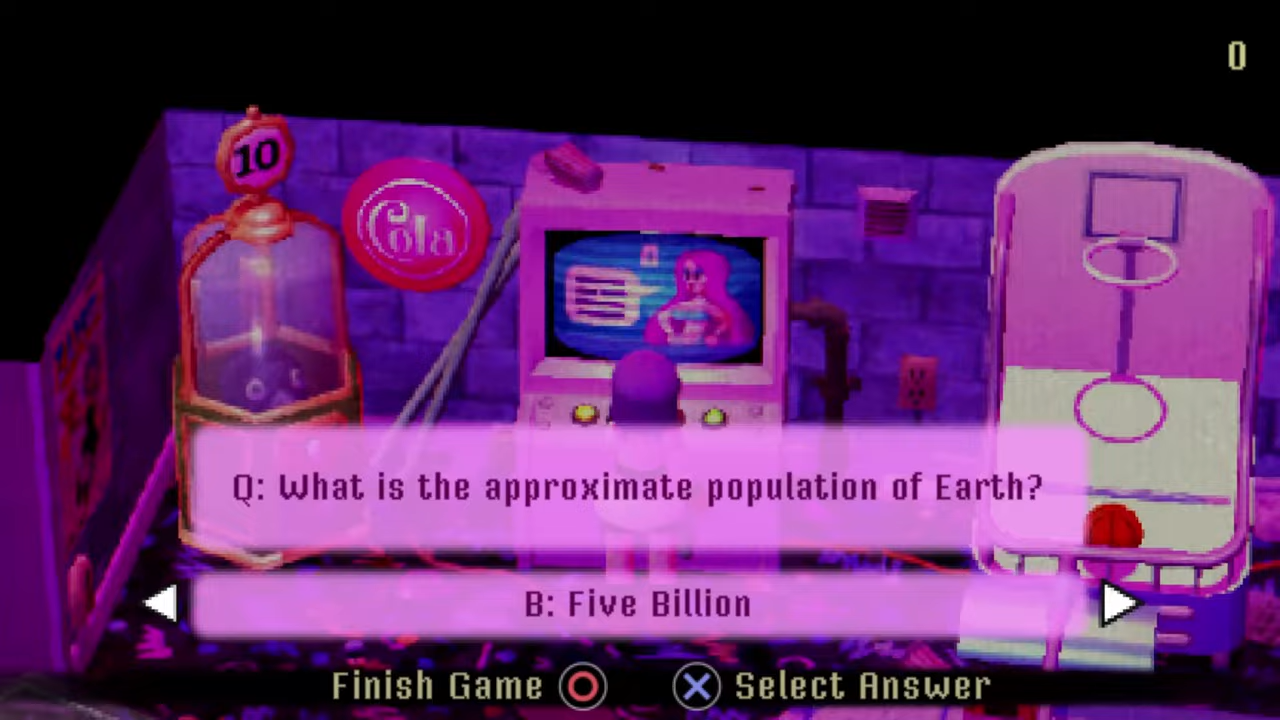 0
10
Cola
Q: What is the approximate population of Earth?
B: Five Billion
Finish Game
Select Answer